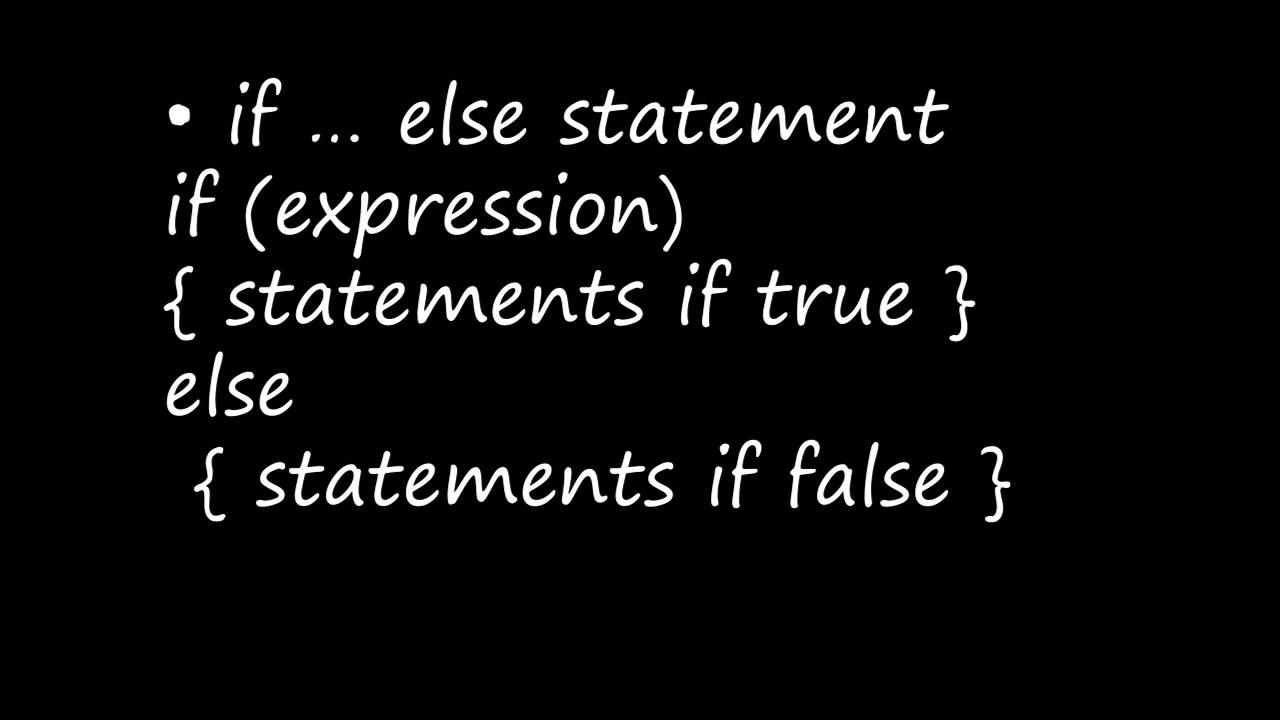 • if ... else statement
if (expression)
{ statements if true }
else
{ statements if false }